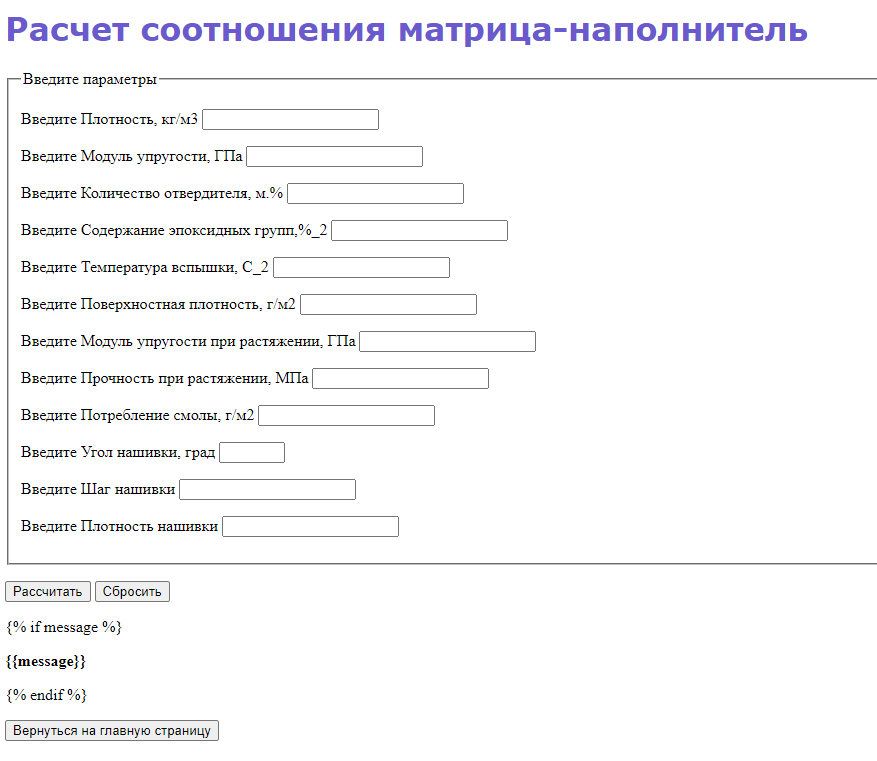 Расчет соотношения матрица-наполнитель
Введите параметры
Введите Плотность, кг/м3
Введите Модуль упругости, ГПа
Введите Количество отвердителя, м.%
Введите Содержание эпоксидных групп,%_2
Введите Температура вспышки, С_2
Введите Поверхностная плотность, г/м2
Введите Модуль упругости при растяжении, ГПа
Введите Прочность при растяжении, МПа
Введите Потребление смолы, г/м2
Введите Угол нашивки, град
Введите Шаг нашивки
Введите Плотность нашивки
Рассчитать Сбросить
{% if message %}
{{message}}
{% endif %}
Вернуться на главную страницу